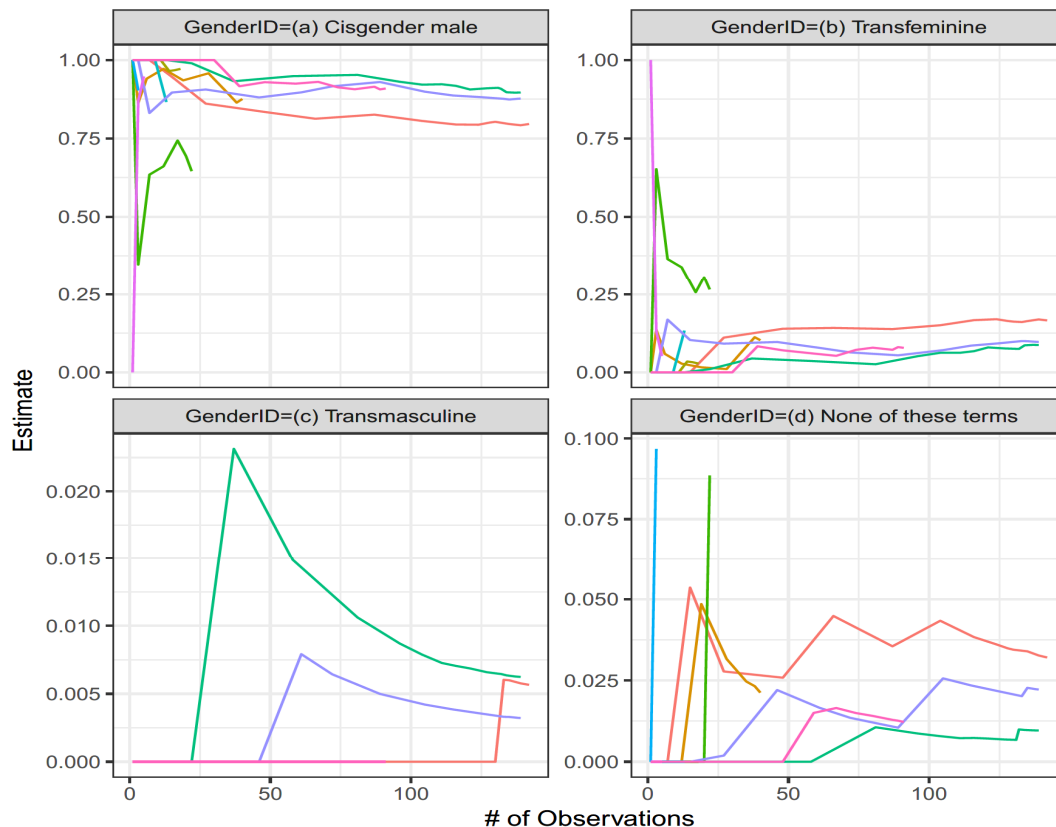 GenderID=(a) Cisgender male
GenderID=(b) Transfeminine
1.00
0.75
0.50
0.25
0.00
1.00
0.75
0.50
0.25
0.00
Estimate
GenderID=(c) Transmasculine
GenderID=(d) None of these terms
0.020
0.015
0.010
0.005
0.000
0.100
0.075
0.050
0.025
0.000
0 50 100
0 50 100
# of Observations